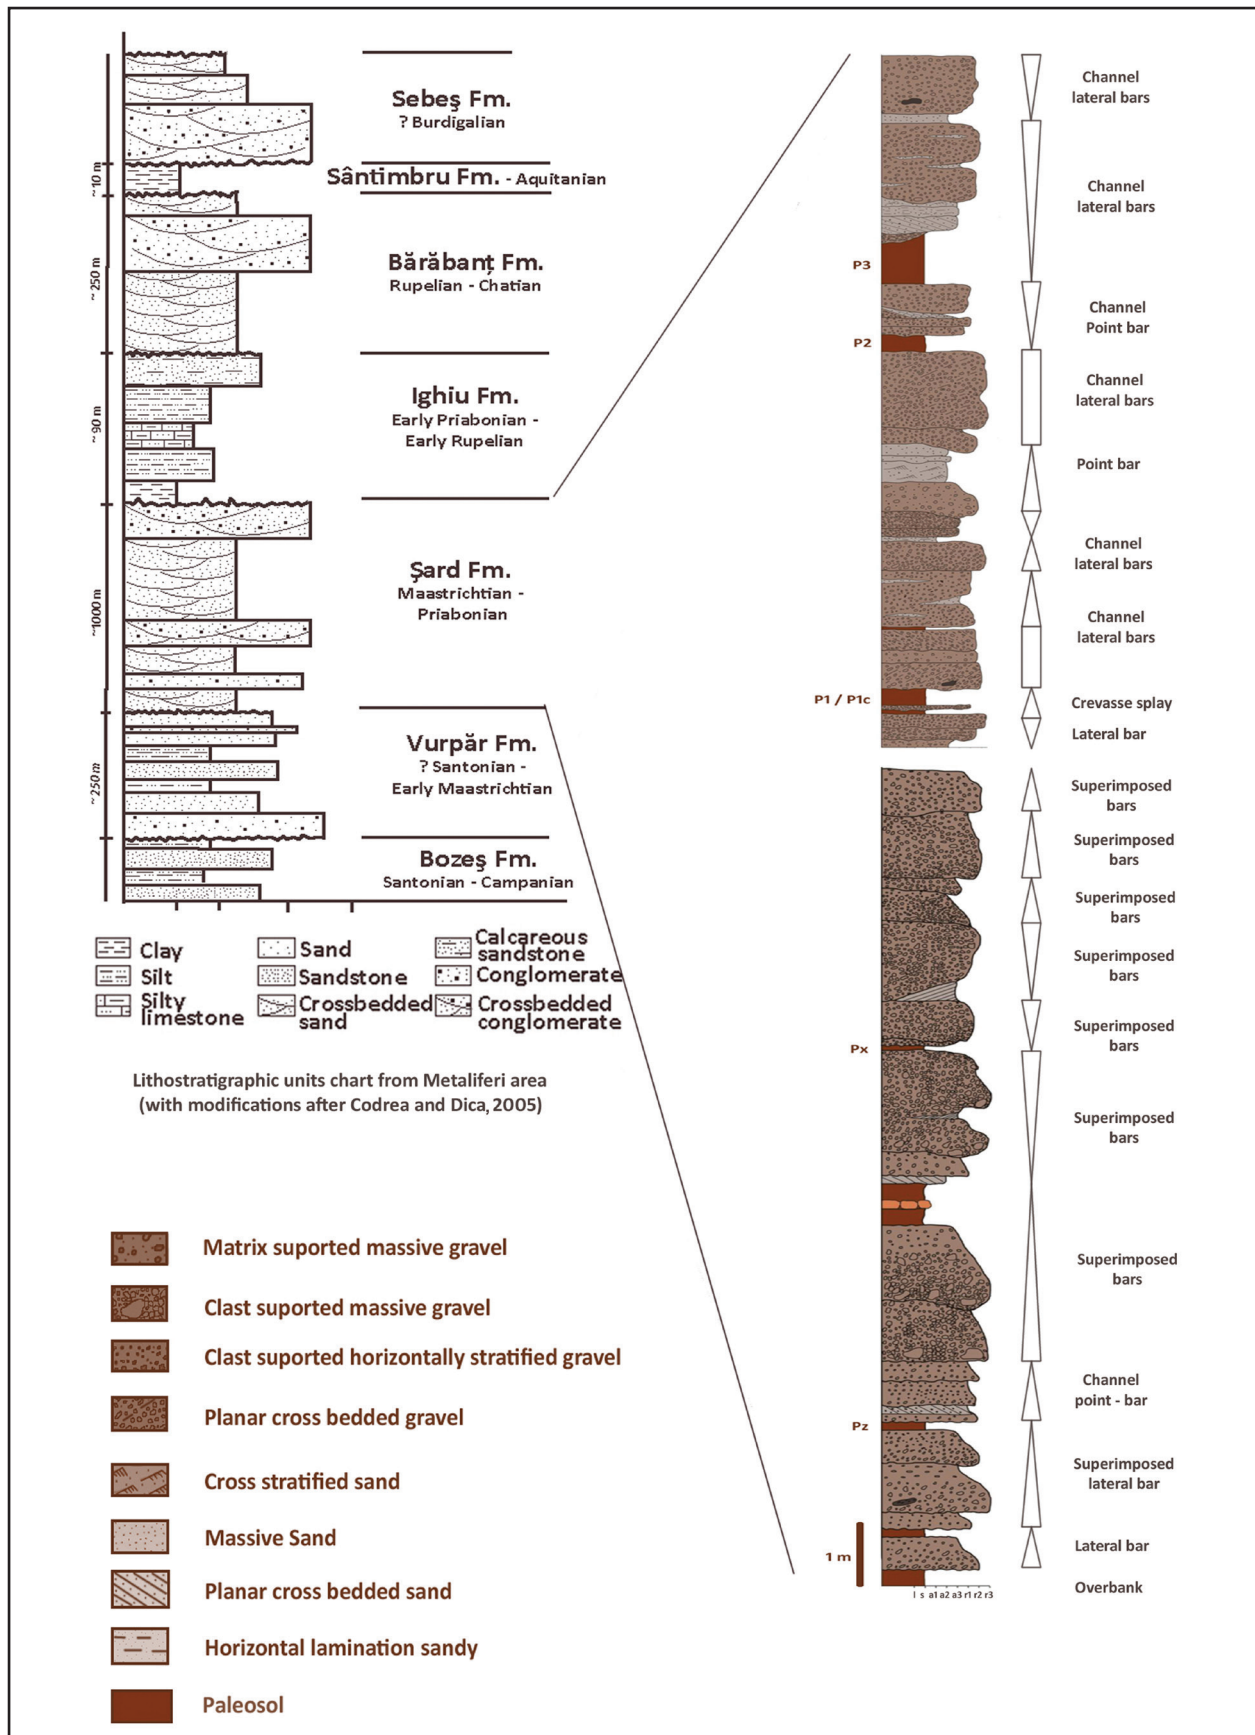 Sebeş Fm.
? Burdigalian
Sântimbru Fm. - Aquitanian
Bărăbanț Fm.
Rupelian - Chatian
Ighiu Fm.
Early Priabonian -
Early Rupelian
Şard Fm.
Maastrichtian -
Priabonian
Vurpăr Fm.
? Santonian -
Early Maastrichtian
Bozeş Fm.
Santonian - Campanian
~10 m
~250 m
~90 m
~1000 m
~250 m
Clay
Silt
Silty
limestone
Sand
Sandstone
Crossbedded
sand
Calcareous
sandstone
Conglomerate
Crossbedded
conglomerate
Lithostratigraphic units chart from Metaliferi area
(with modifications after Codrea and Dica, 2005)
Matrix suported massive gravel
Clast suported massive gravel
Clast suported horizontally stratified gravel
Planar cross bedded gravel
Cross stratified sand
Massive Sand
Planar cross bedded sand
Horizontal lamination sandy
Paleosol
P3
P2
P1 / P1c
Px
Pz
1 m
l s a1 a2 a3 r1 r2 r3
Channel
lateral bars
Channel
lateral bars
Channel
Point bar
Channel
lateral bars
Point bar
Channel
lateral bars
Channel
lateral bars
Crevasse splay
Lateral bar
Superimposed
bars
Superimposed
bars
Superimposed
bars
Superimposed
bars
Superimposed
bars
Superimposed
bars
Superimposed
bars
Channel
point - bar
Superimposed
lateral bar
Lateral bar
Overbank